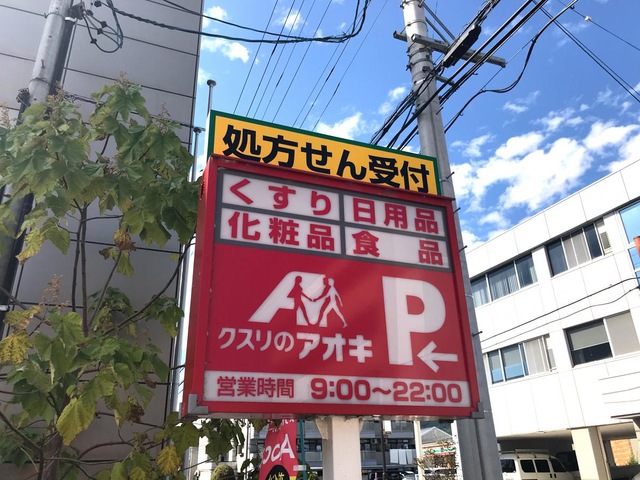 処方せん受付
くすり 日用品
化粧品 食品
P
クスリのアオキ
営業時間 9:00～22:00